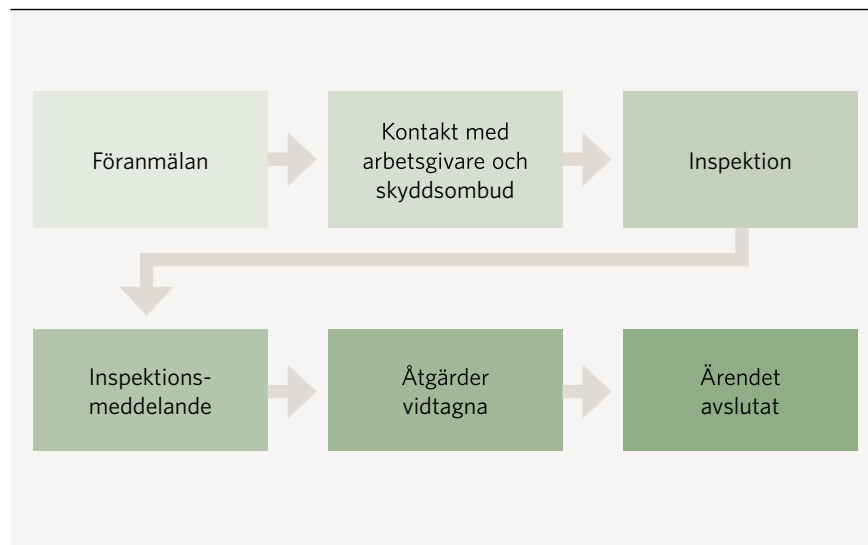 Föranmälan
Kontakt med
arbetsgivare och
skyddsombud
Inspektion
Inspektions-
meddelande
Åtgärder
vidtagna
Ärendet
avslutat